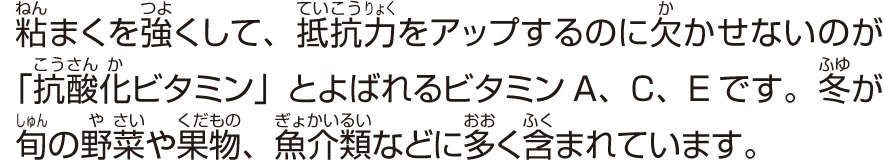 粘まくを強くして、抵抗力をアップするのに欠かせないのが
「抗酸化ビタミン」とよばれるビタミンA、C、Eです。冬が
旬の野菜や果物、魚介類などに多く含まれています。